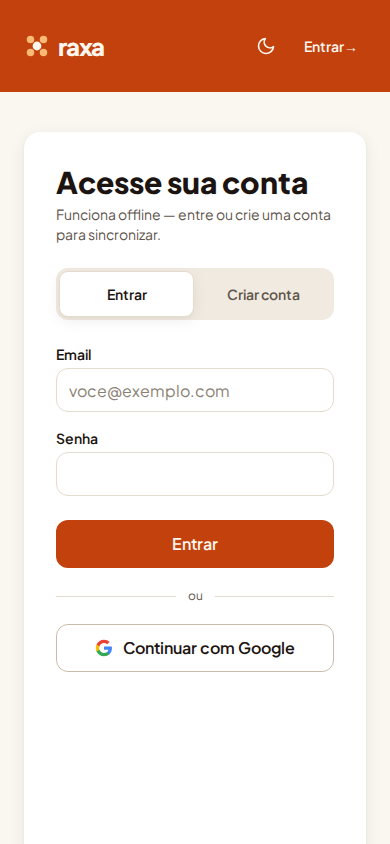 raxa
Entrar→
Acesse sua conta
Funciona offline — entre ou crie uma conta
para sincronizar.
Entrar
Criar conta
Email
voce@exemplo.com
Senha
Entrar
ou
Continuar com Google